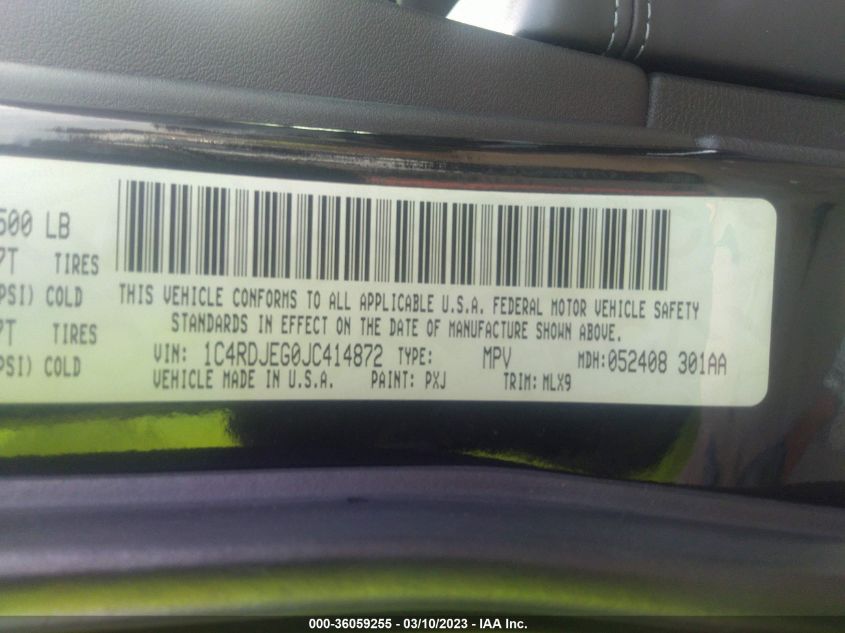 500 LB
7T TIRES
PSI) COLD
7T TIRES
PSI) COLD
THIS VEHICLE CONFORMS TO ALL APPLICABLE U.S.A. FEDERAL MOTOR VEHICLE SAFETY
STANDARDS IN EFFECT ON THE DATE OF MANUFACTURE SHOWN ABOVE.
VIN: 1C4RDJEG0JC414872 TYPE: MPV MDH:052408 301AA
VEHICLE MADE IN U.S.A. PAINT: PXJ TRIM: MLX9
000-36059255 - 03/10/2023 - IAA Inc.